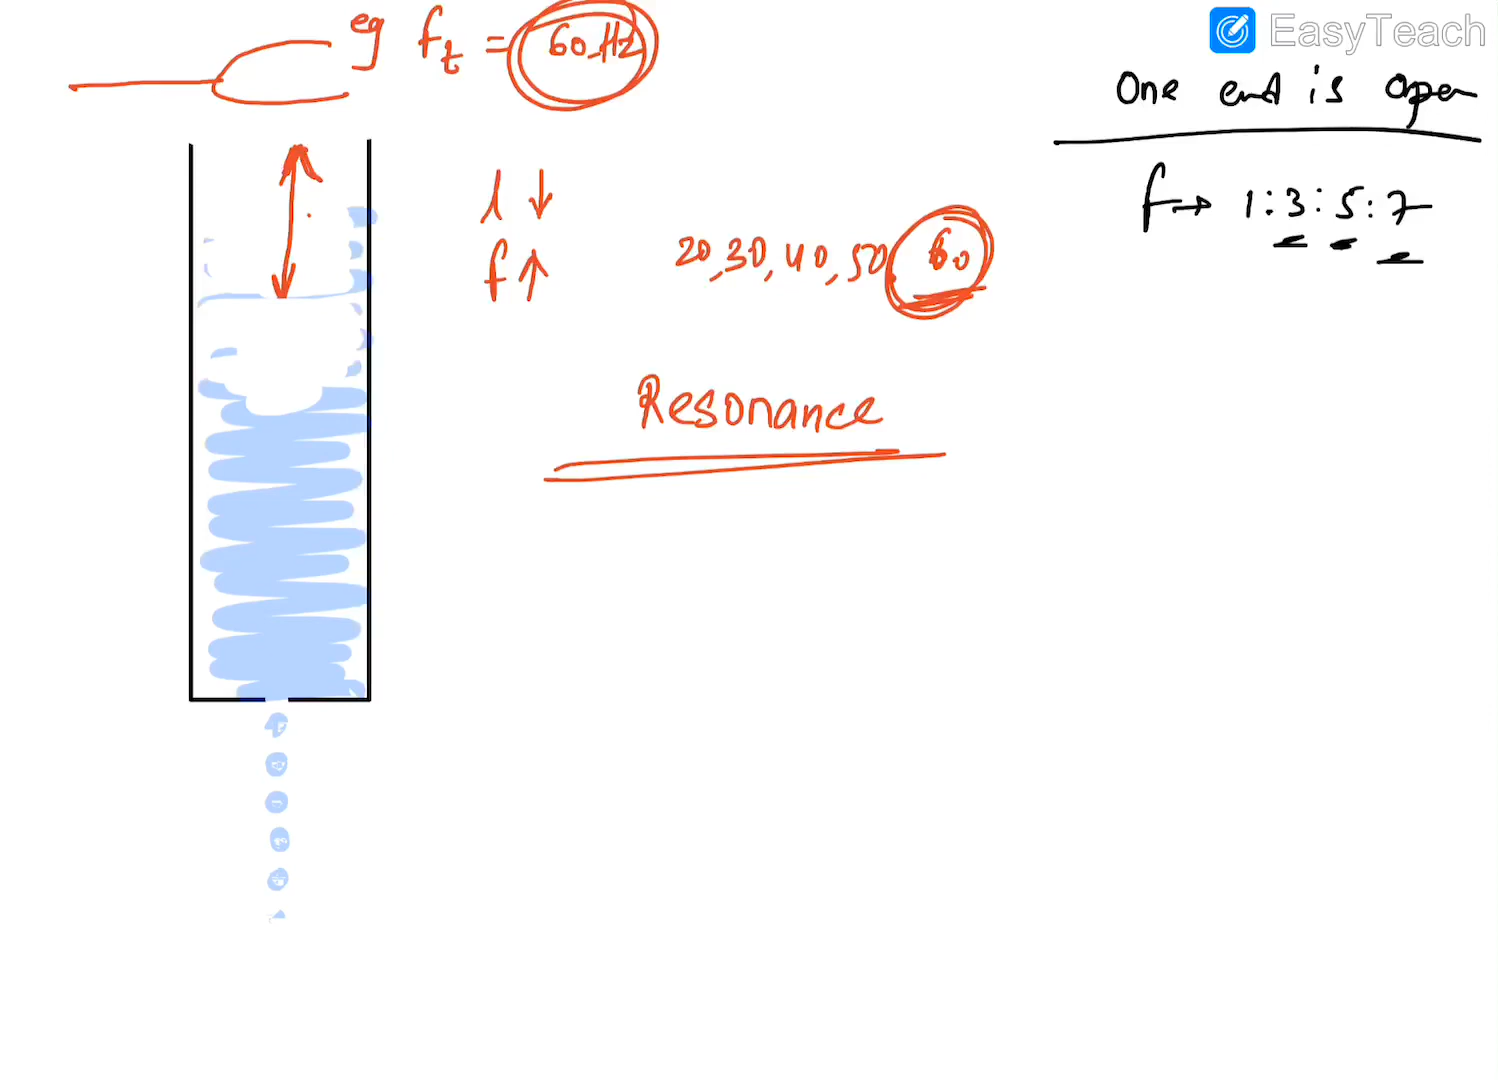 eg f_t = 60 Hz
EasyTeach
One end is open
f → 1 : 3 : 5 : 7
l ↓
f ↑
20, 30, 40, 50, 60
Resonance